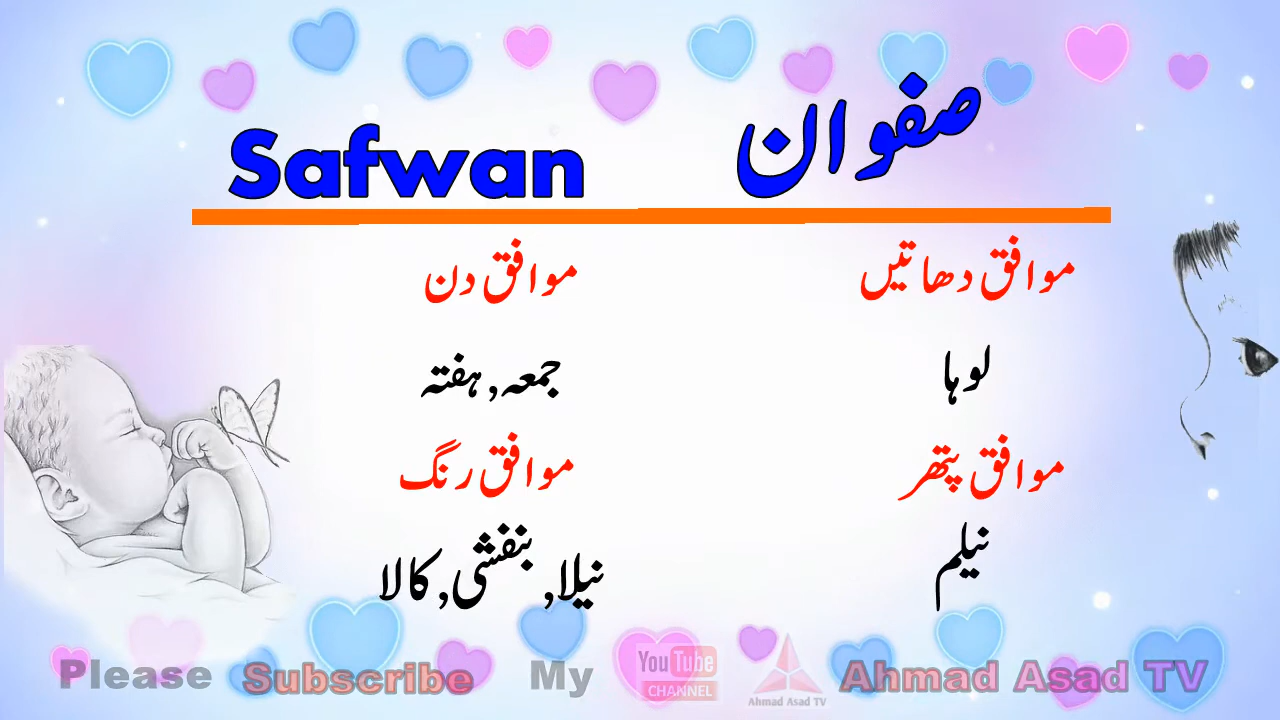 Safwan صفوان
موافق دھاتیں موافق دن
لوہا جمعہ, ہفتہ
موافق پتھر موافق رنگ
نیلم نیلا, بنفشی, کالا
Please Subscribe My YouTube CHANNEL Ahmad Asad TV Ahmad Asad TV